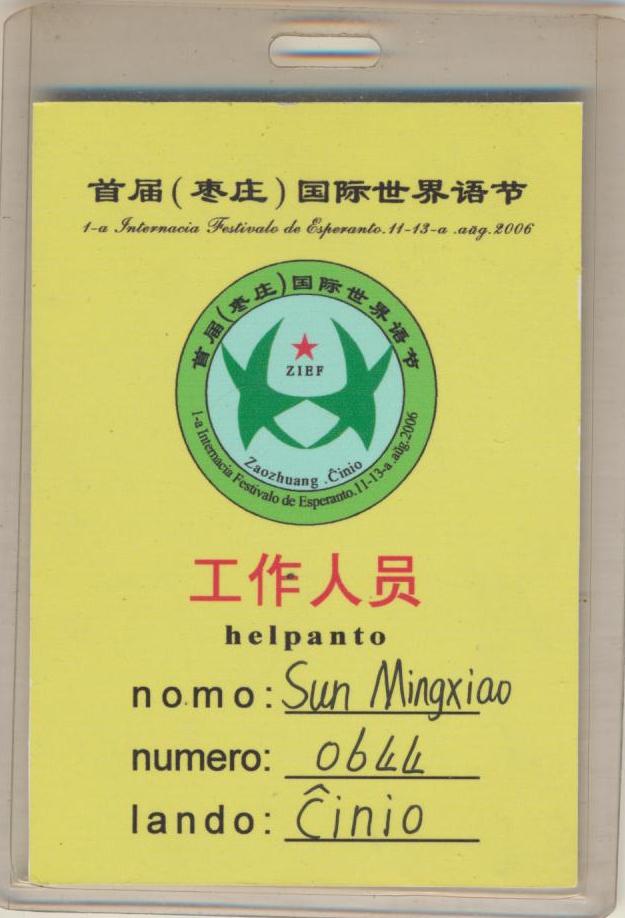 首届(枣庄)国际世界语节
1-a Internacia Festivalo de Esperanto.11-13-a .aŭg.2006
首届(枣庄)国际世界语节
ZIEF
Zaozhuang .Ĉinio
1-a Internacia Festivalo de Esperanto.11-13-a .aŭg.2006
工作人员
helpanto
nomo: Sun Mingxiao
numero: 0644
lando: Ĉinio